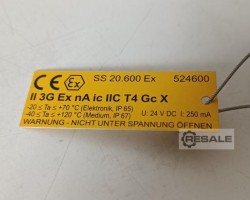 CE Ex SS 20.600 Ex 524600
II 3G Ex nA ic IIC T4 Gc X
-20 ≤ Ta ≤ +70 °C (Elektronik, IP 65)
-40 ≤ Ta ≤ +120 °C (Medium, IP 67) U: 24 V DC I: 250 mA
WARNUNG - NICHT UNTER SPANNUNG ÖFFNEN
RESALE